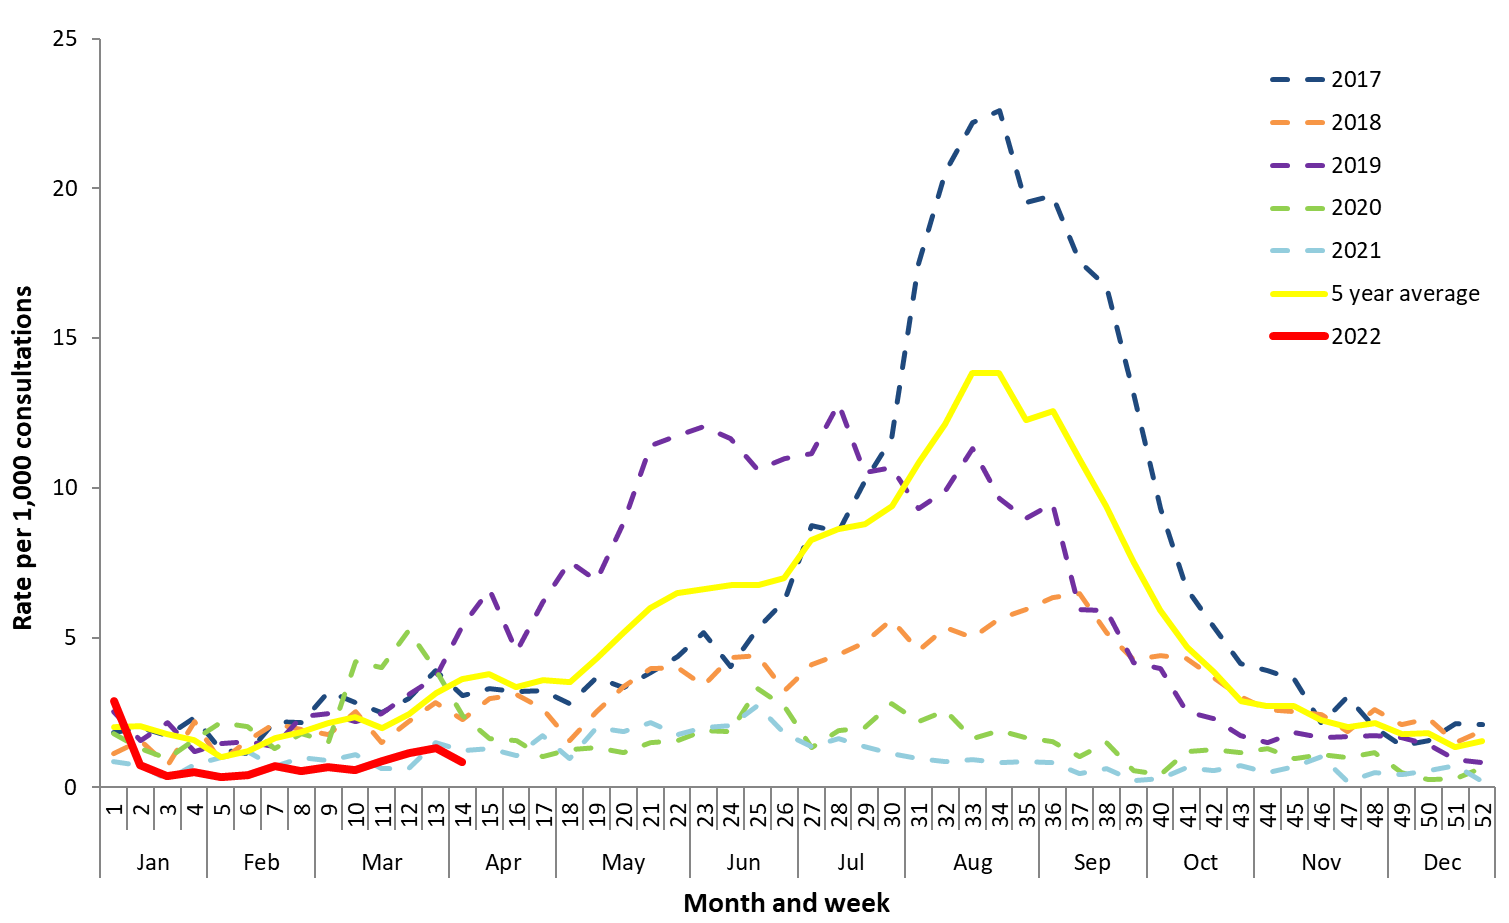 25
20
15
10
5
0
Rate per 1,000 consultations
2017
2018
2019
2020
2021
5 year average
2022
1 2 3 4 5 6 7 8 9 10 11 12 13 14 15 16 17 18 19 20 21 22 23 24 25 26 27 28 29 30 31 32 33 34 35 36 37 38 39 40 41 42 43 44 45 46 47 48 49 50 51 52
Jan Feb Mar Apr May Jun Jul Aug Sep Oct Nov Dec
Month and week